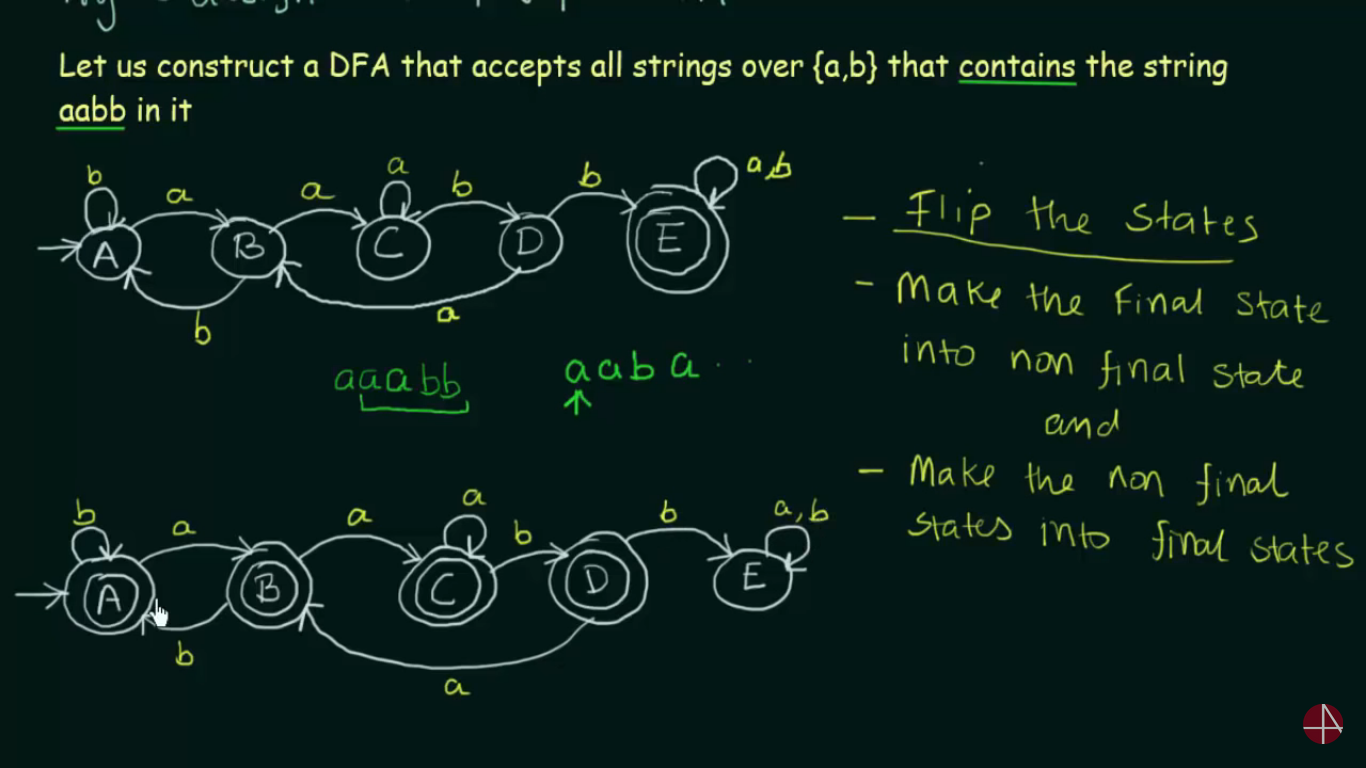 Let us construct a DFA that accepts all strings over {a,b} that contains the string
aabb in it
b a a a b b a,b
A B C D E
b a
aaabb aaba . .
b a a a b b a,b
A B C D E
b
a
— Flip the States
- Make the Final State
into non final state
and
- Make the non final
states into final states